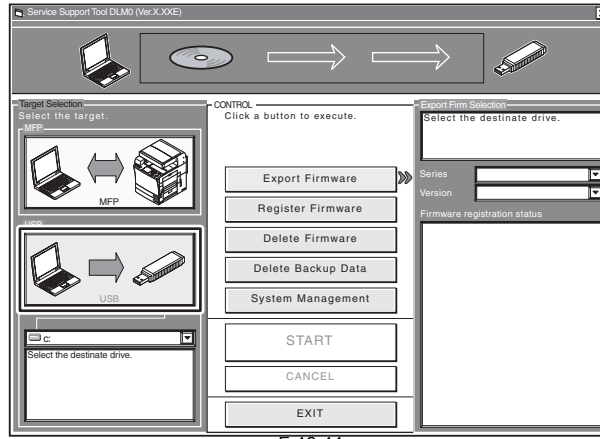 Service Support Tool DLM0 (Ver.X.XXE)
Target Selection
Select the target.
MFP
MFP
USB
USB
C:
Select the destinate drive.
CONTROL
Click a button to execute.
Export Firmware
Register Firmware
Delete Firmware
Delete Backup Data
System Management
START
CANCEL
EXIT
Export Firm Selection
Select the destinate drive.
Series
Version
Firmware registration status